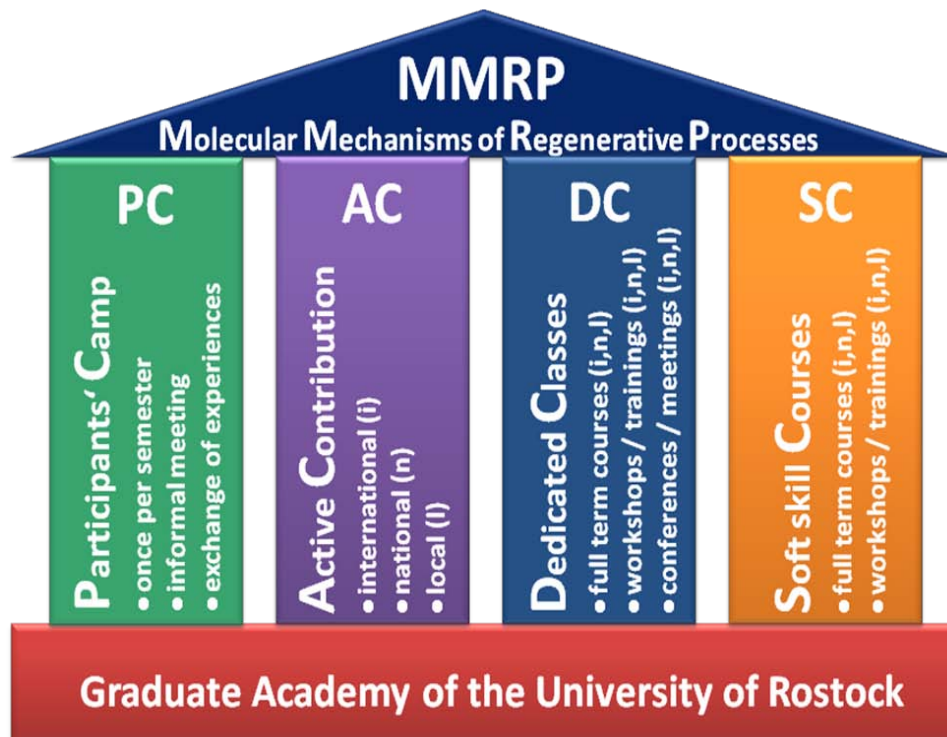 MMRP
Molecular Mechanisms of Regenerative Processes
PC
Participants‘ Camp
• once per semester
• informal meeting
• exchange of experiences
AC
Active Contribution
• international (i)
• national (n)
• local (l)
DC
Dedicated Classes
• full term courses (i,n,l)
• workshops / trainings (i,n,l)
• conferences / meetings (i,n,l)
SC
Soft skill Courses
• full term courses (i,n,l)
• workshops / trainings (i,n,l)
Graduate Academy of the University of Rostock